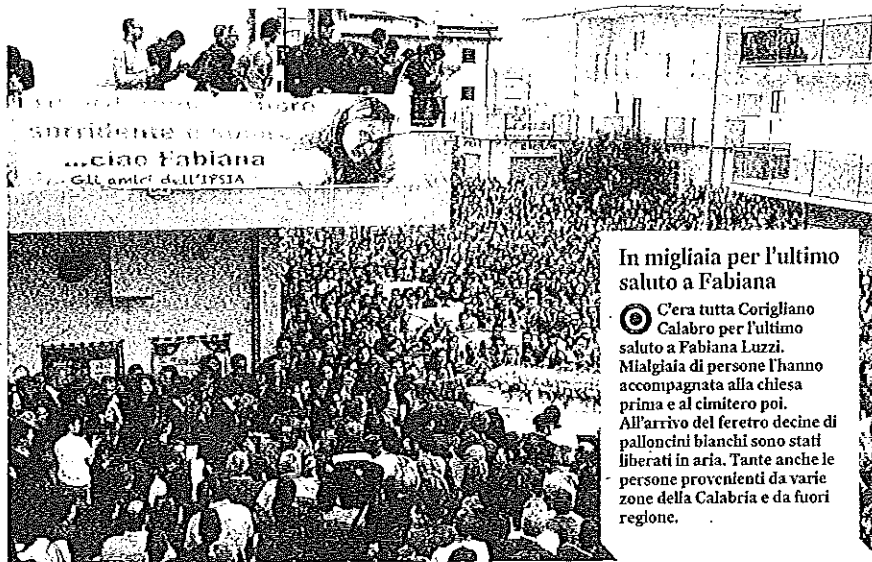 sorridente
...ciao Fabiana
Gli amici dell'IPSIA
In migliaia per l'ultimo
saluto a Fabiana
C'era tutta Corigliano
Calabro per l'ultimo
saluto a Fabiana Luzzi.
Mialgiaia di persone l'hanno
accompagnata alla chiesa
prima e al cimitero poi.
All'arrivo del feretro decine di
palloncini bianchi sono stati
liberati in aria. Tante anche le
persone provenienti da varie
zone della Calabria e da fuori
regione.